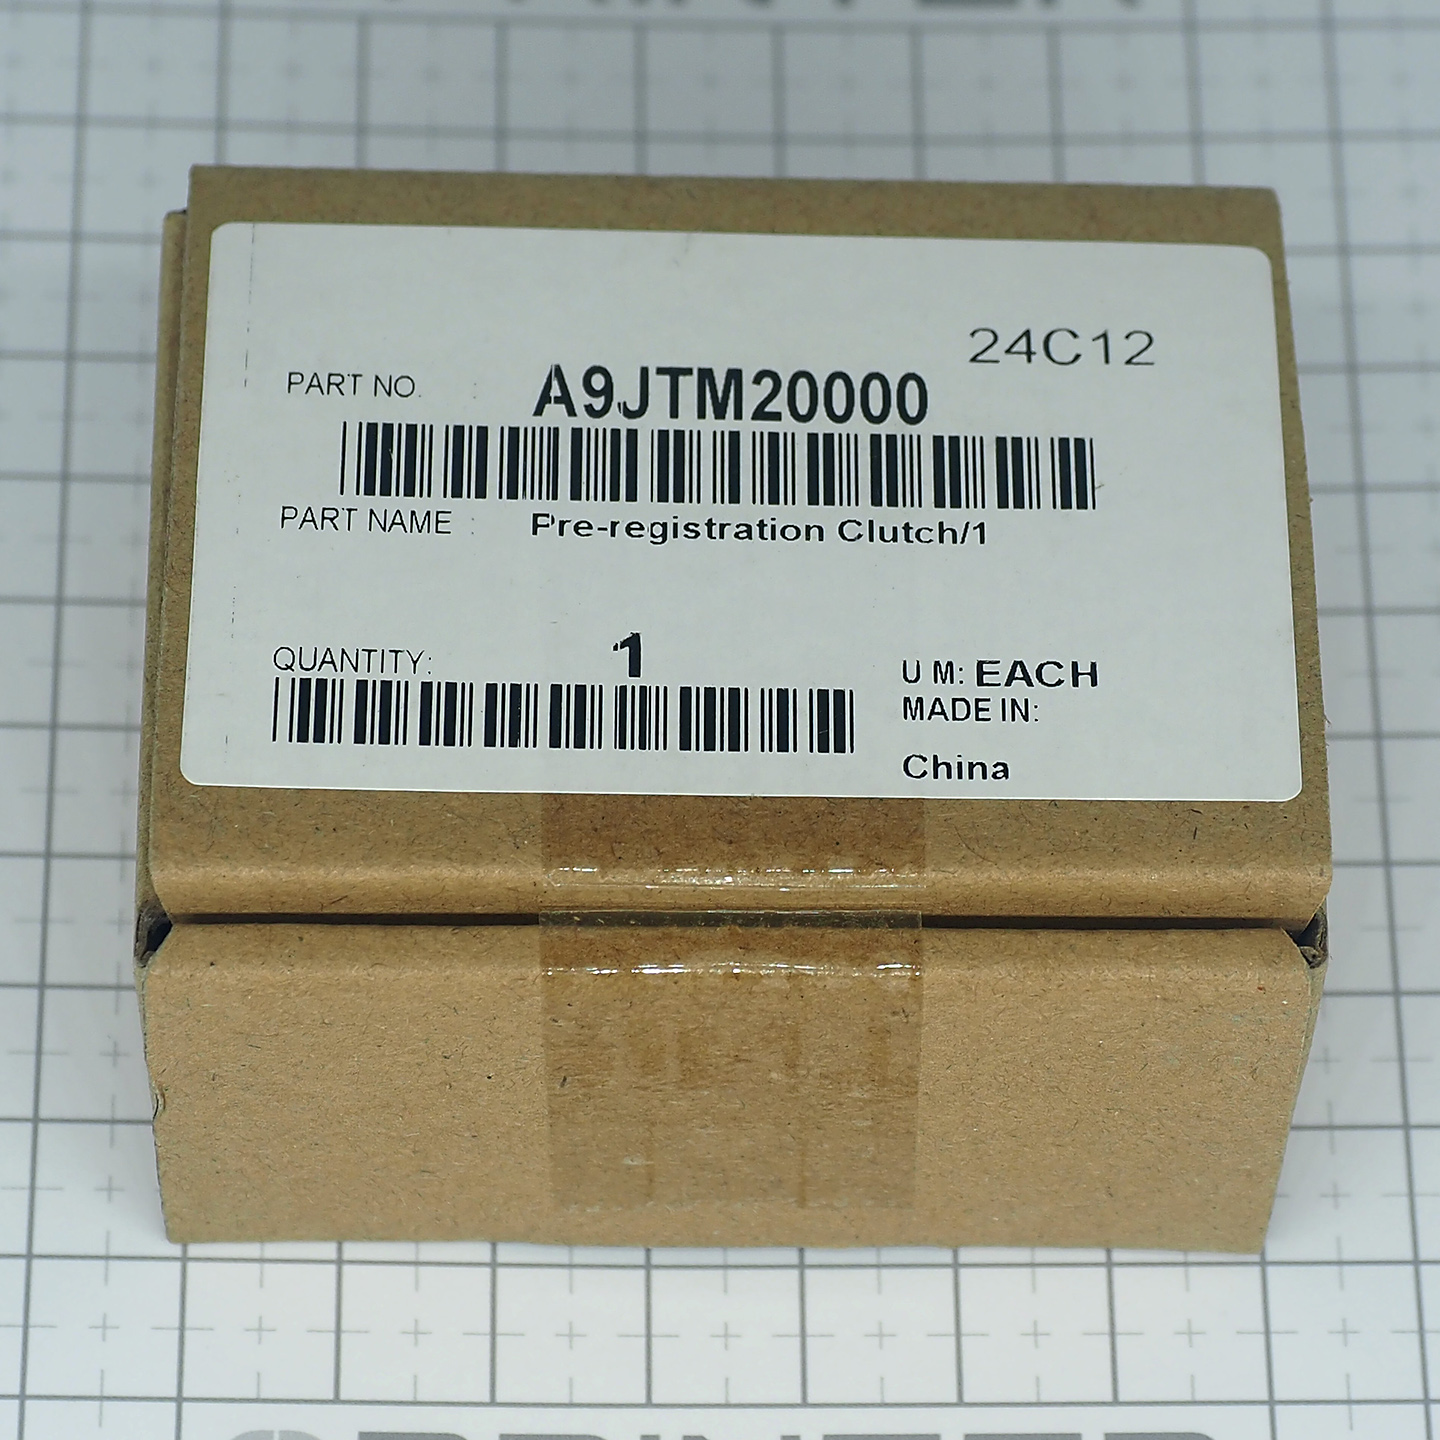 24C12
PART NO. : A9JTM20000
PART NAME : Pre-registration Clutch/1
QUANTITY: 1
U M: EACH
MADE IN:
China